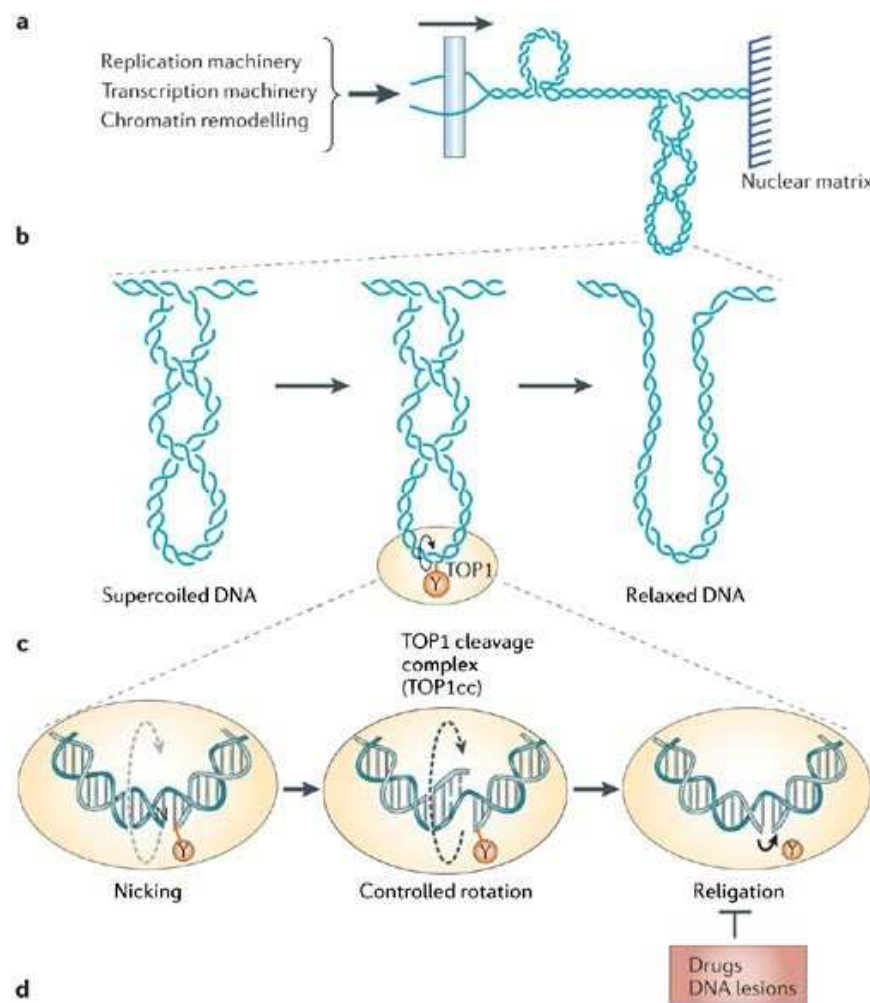 a
Replication machinery
Transcription machinery
Chromatin remodelling
Nuclear matrix
b
TOP1
Y
Supercoiled DNA
Relaxed DNA
c
TOP1 cleavage
complex
(TOP1cc)
Y
Y
Y
Nicking
Controlled rotation
Religation
Drugs
DNA lesions
d